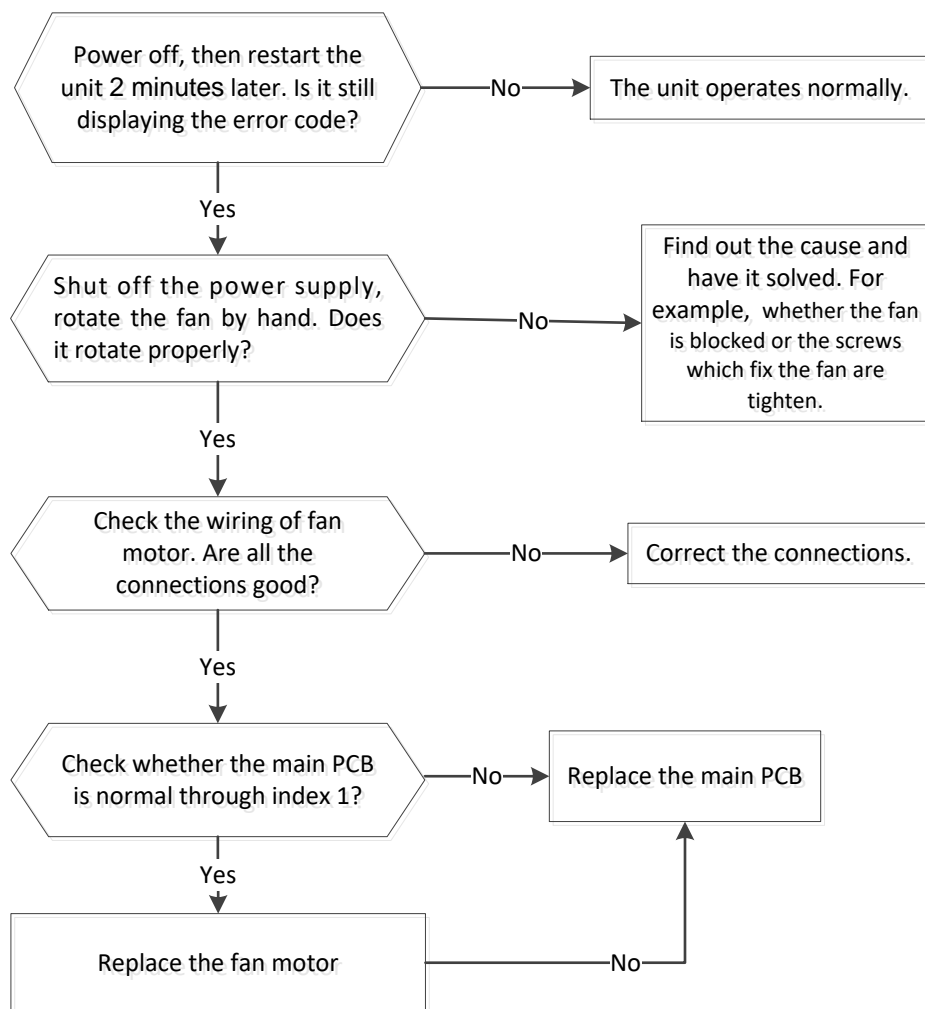 Power off, then restart the
unit 2 minutes later. Is it still
displaying the error code?
No
The unit operates normally.
Yes
Shut off the power supply,
rotate the fan by hand. Does
it rotate properly?
No
Find out the cause and
have it solved. For
example, whether the fan
is blocked or the screws
which fix the fan are
tighten.
Yes
Check the wiring of fan
motor. Are all the
connections good?
No
Correct the connections.
Yes
Check whether the main PCB
is normal through index 1?
No
Replace the main PCB
Yes
Replace the fan motor
No